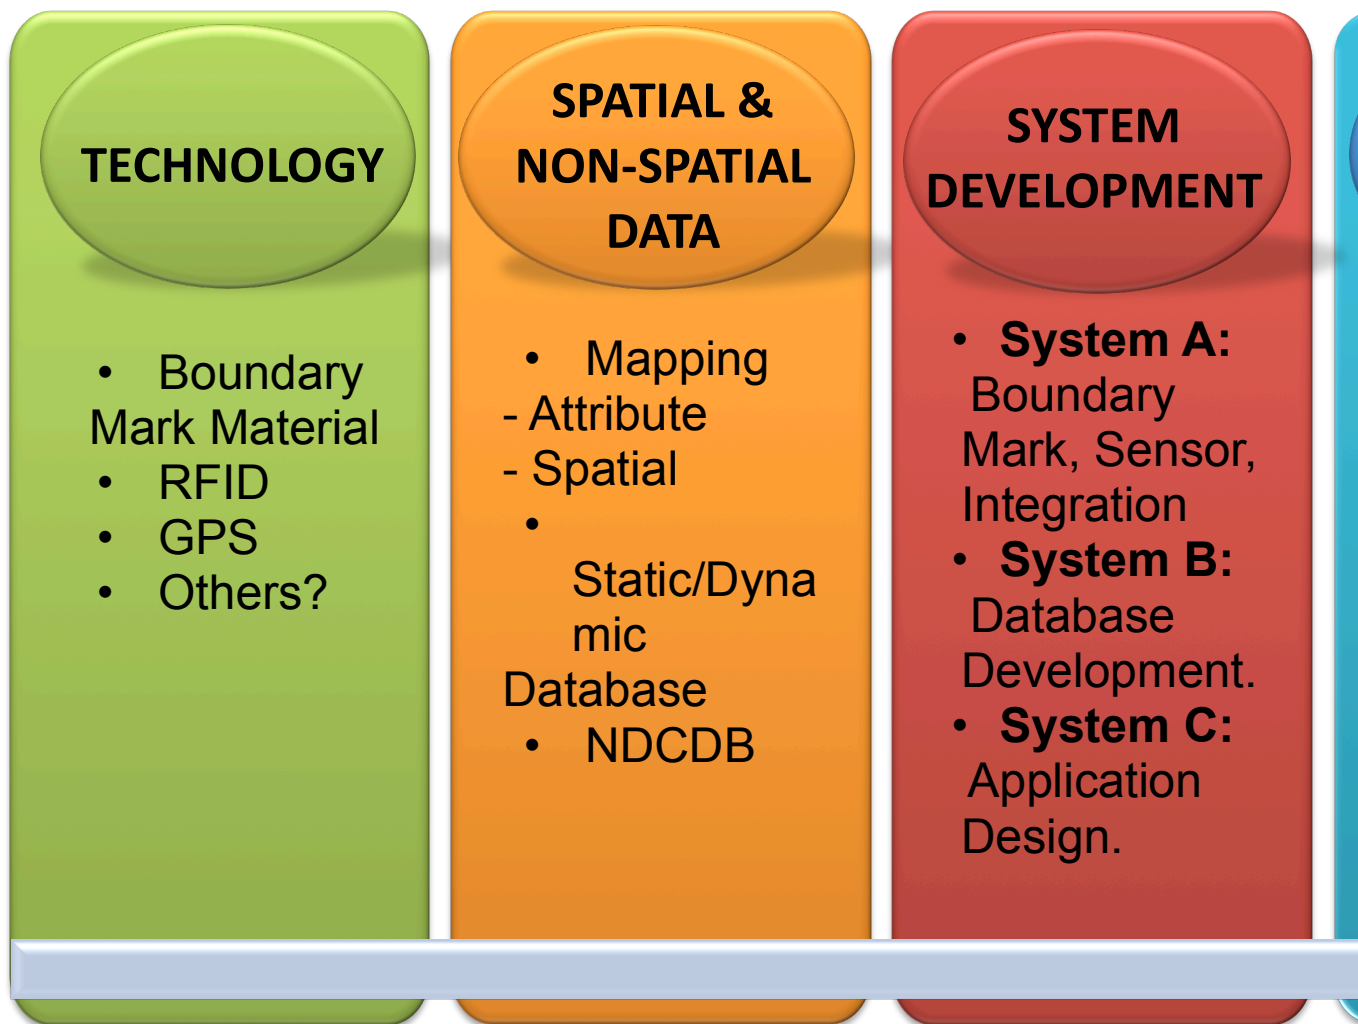 TECHNOLOGY
• Boundary
Mark Material
• RFID
• GPS
• Others?
SPATIAL &
NON-SPATIAL
DATA
• Mapping
- Attribute
- Spatial
•
Static/Dyna
mic
Database
• NDCDB
SYSTEM
DEVELOPMENT
• System A:
Boundary
Mark, Sensor,
Integration
• System B:
Database
Development.
• System C:
Application
Design.